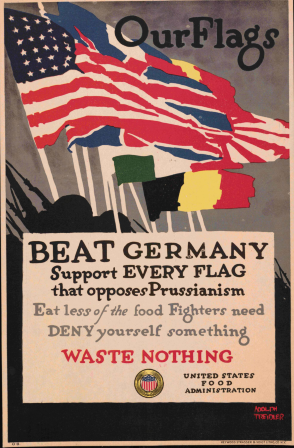 Our Flags
BEAT GERMANY
Support EVERY FLAG
that opposes Prussianism
Eat less of the food Fighters need
DENY yourself something
WASTE NOTHING
UNITED STATES
FOOD
ADMINISTRATION
ADOLPH
TREIDLER